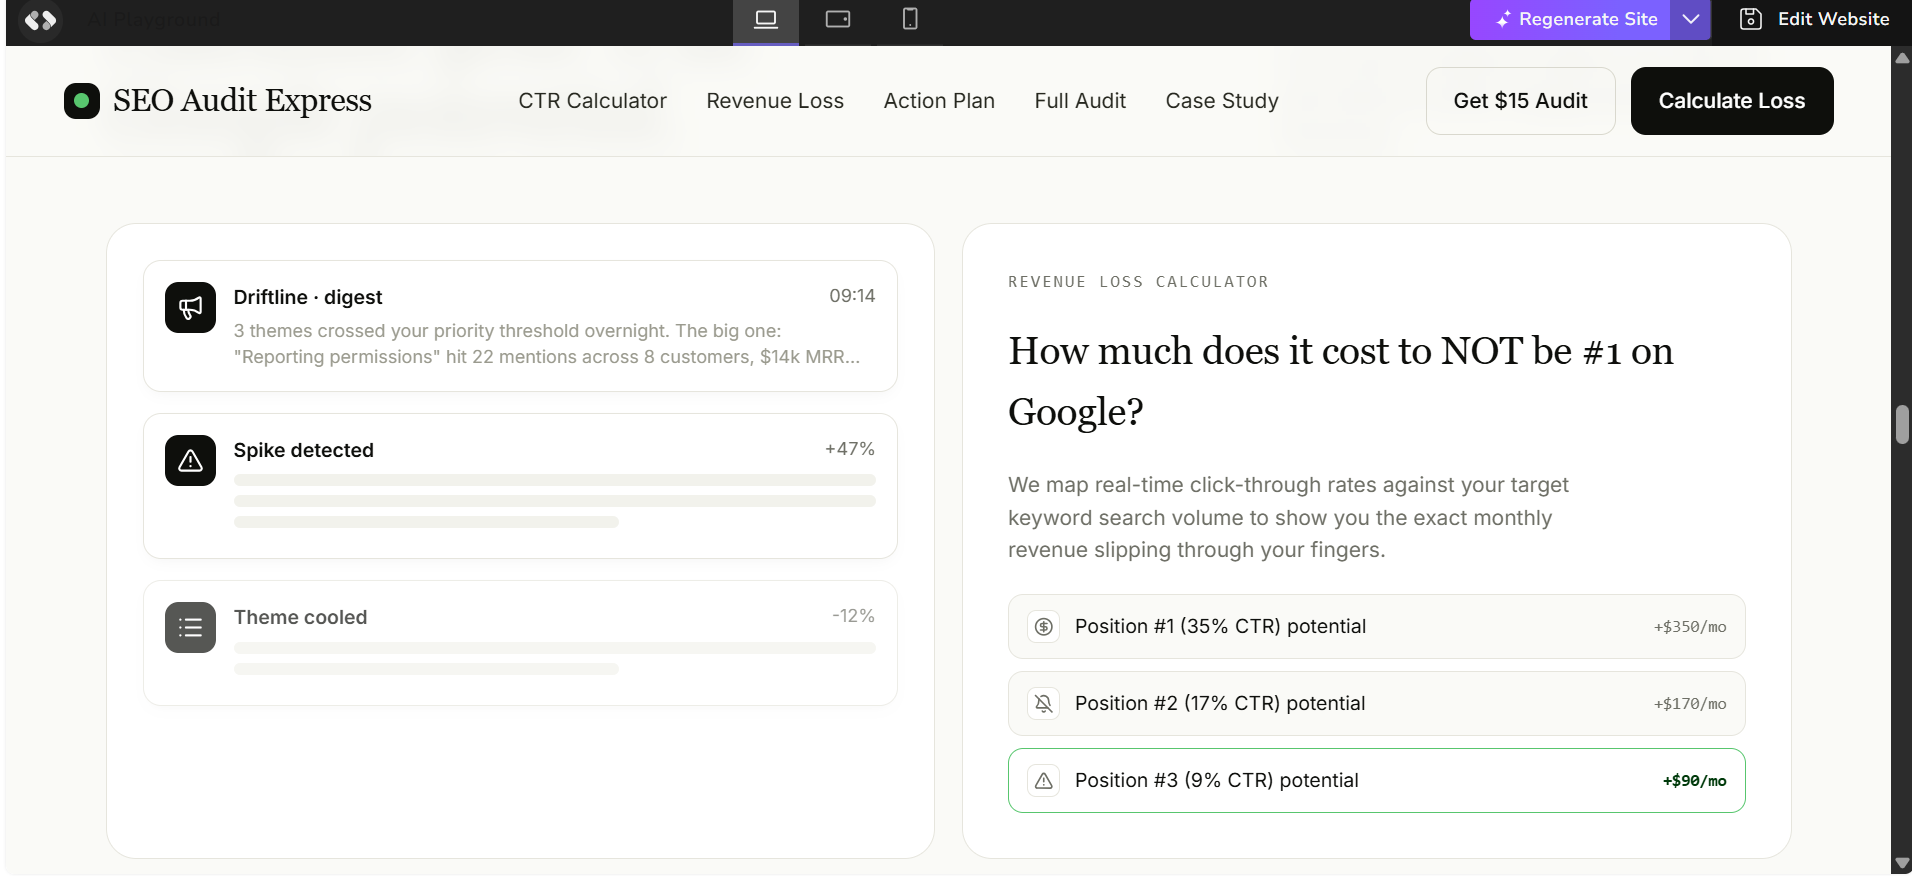 AI Playground
Regenerate Site
Edit Website
SEO Audit Express
CTR Calculator
Revenue Loss
Action Plan
Full Audit
Case Study
Get $15 Audit
Calculate Loss
Driftline · digest
09:14
3 themes crossed your priority threshold overnight. The big one:
"Reporting permissions" hit 22 mentions across 8 customers, $14k MRR...
Spike detected
+47%
Theme cooled
-12%
REVENUE LOSS CALCULATOR
How much does it cost to NOT be #1 on
Google?
We map real-time click-through rates against your target
keyword search volume to show you the exact monthly
revenue slipping through your fingers.
Position #1 (35% CTR) potential
+$350/mo
Position #2 (17% CTR) potential
+$170/mo
Position #3 (9% CTR) potential
+$90/mo